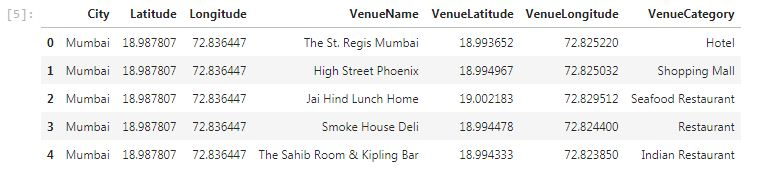 [5]: City Latitude Longitude VenueName VenueLatitude VenueLongitude VenueCategory
0 Mumbai 18.987807 72.836447 The St. Regis Mumbai 18.993652 72.825220 Hotel
1 Mumbai 18.987807 72.836447 High Street Phoenix 18.994967 72.825032 Shopping Mall
2 Mumbai 18.987807 72.836447 Jai Hind Lunch Home 19.002183 72.829512 Seafood Restaurant
3 Mumbai 18.987807 72.836447 Smoke House Deli 18.994478 72.824400 Restaurant
4 Mumbai 18.987807 72.836447 The Sahib Room & Kipling Bar 18.994333 72.823850 Indian Restaurant